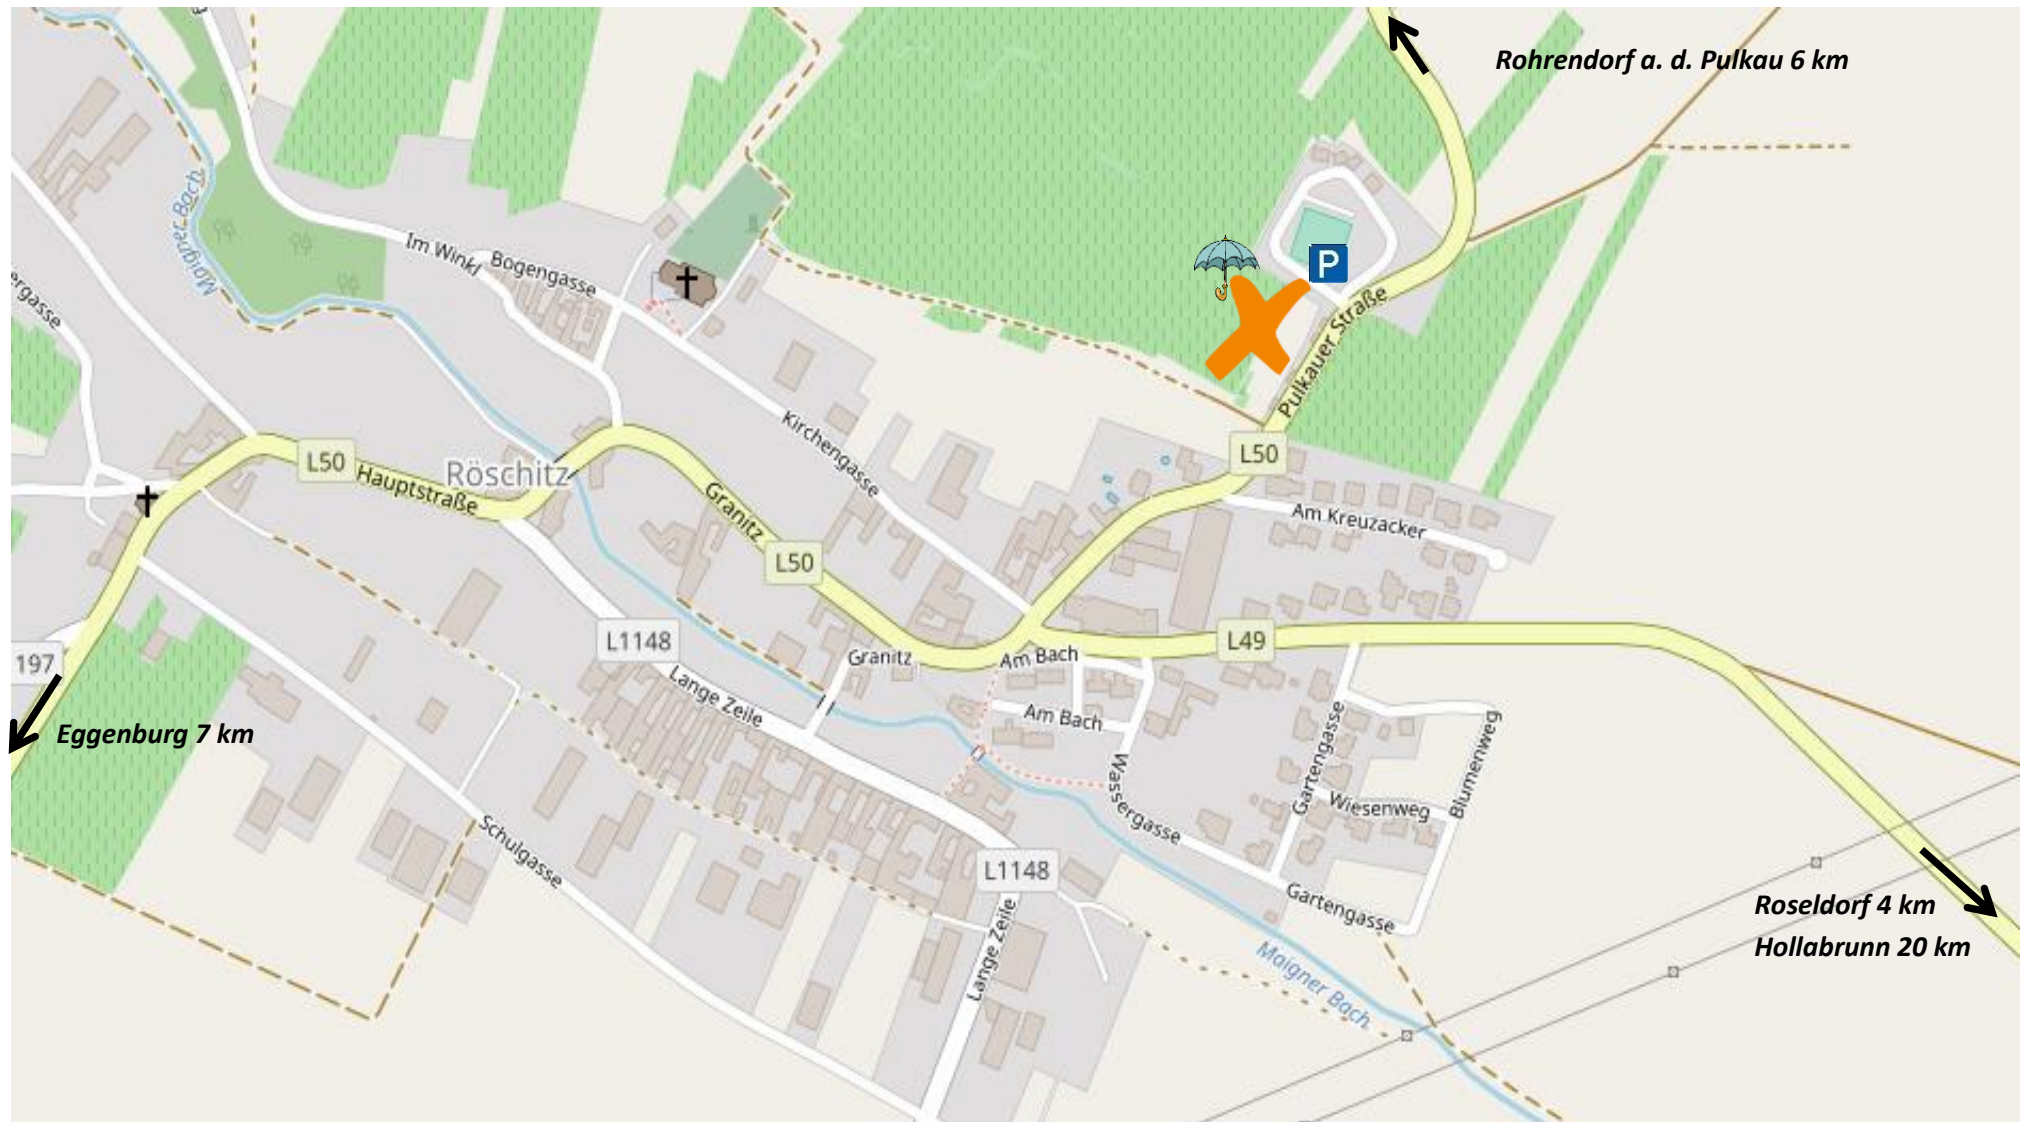 Rohrendorf a. d. Pulkau 6 km
Maigner Bach
Im Winkl
Bogengasse
P
Pulkauer Straße
Kirchengasse
L50
Hauptstraße
Röschitz
L50
Granitz
L50
Am Kreuzacker
L1148
L49
197
Granitz
Am Bach
Lange Zeile
Am Bach
Eggenburg 7 km
Gartengasse
Blumenweg
Wassergasse
Wiesenweg
Schulgasse
L1148
Gartengasse
Roseldorf 4 km
Hollabrunn 20 km
Lange Zeile
Maigner Bach